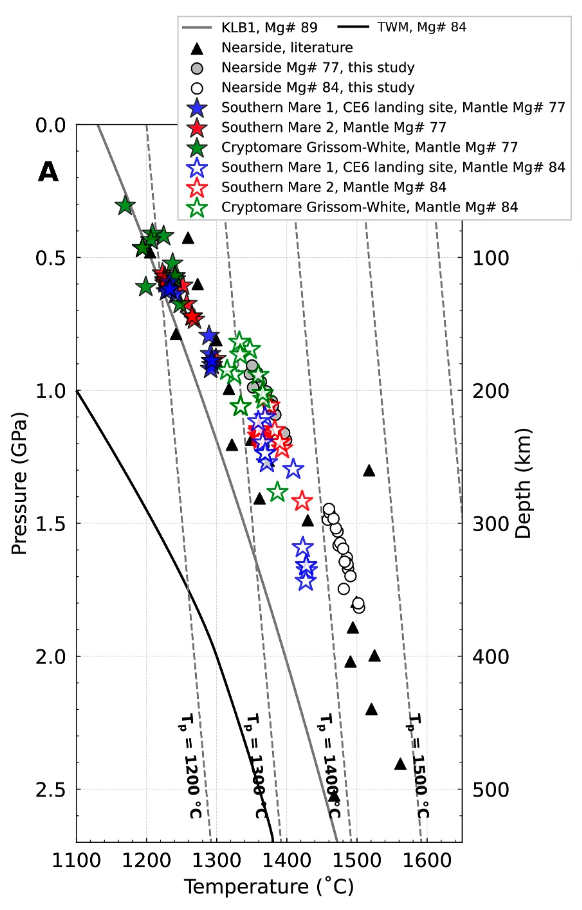 KLB1, Mg# 89
TWM, Mg# 84
Nearside, literature
Nearside Mg# 77, this study
Nearside Mg# 84, this study
Southern Mare 1, CE6 landing site, Mantle Mg# 77
Southern Mare 2, Mantle Mg# 77
Cryptomare Grissom-White, Mantle Mg# 77
Southern Mare 1, CE6 landing site, Mantle Mg# 84
Southern Mare 2, Mantle Mg# 84
Cryptomare Grissom-White, Mantle Mg# 84
A
0.0
0.5
1.0
1.5
2.0
2.5
Pressure (GPa)
100
200
300
400
500
Depth (km)
Tp = 1200 °C
Tp = 1300 °C
Tp = 1400°C
Tp = 1500 °C
1100 1200 1300 1400 1500 1600
Temperature (˚C)